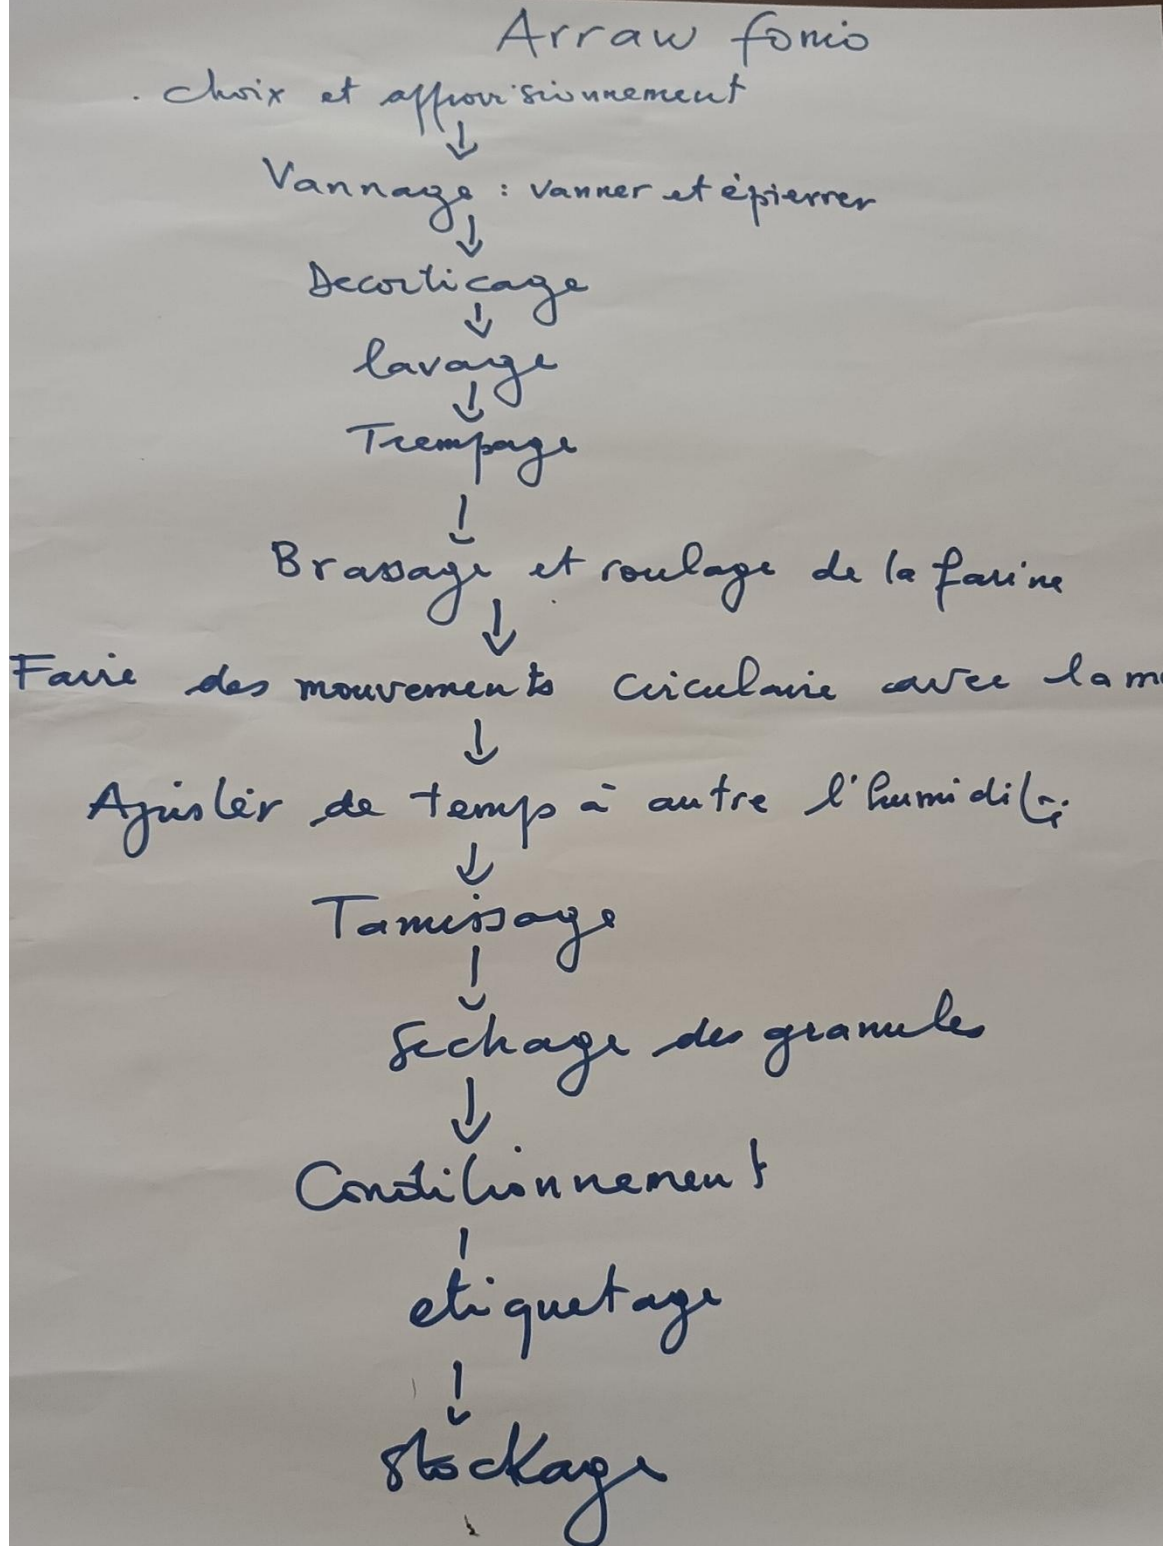 Arraw fonio
. choix et approvisionnement
↓
Vannage : vanner et épierrer
↓
Decorticage
↓
lavage
↓
Trempage
↓
Brassage et roulage de la farine
↓
Faire des mouvements circulaire avec la m
↓
Ajuster de temps à autre l'humidité
↓
Tamissage
↓
Sechage des granules
↓
Conditionnement
↓
etiquetage
↓
stockage